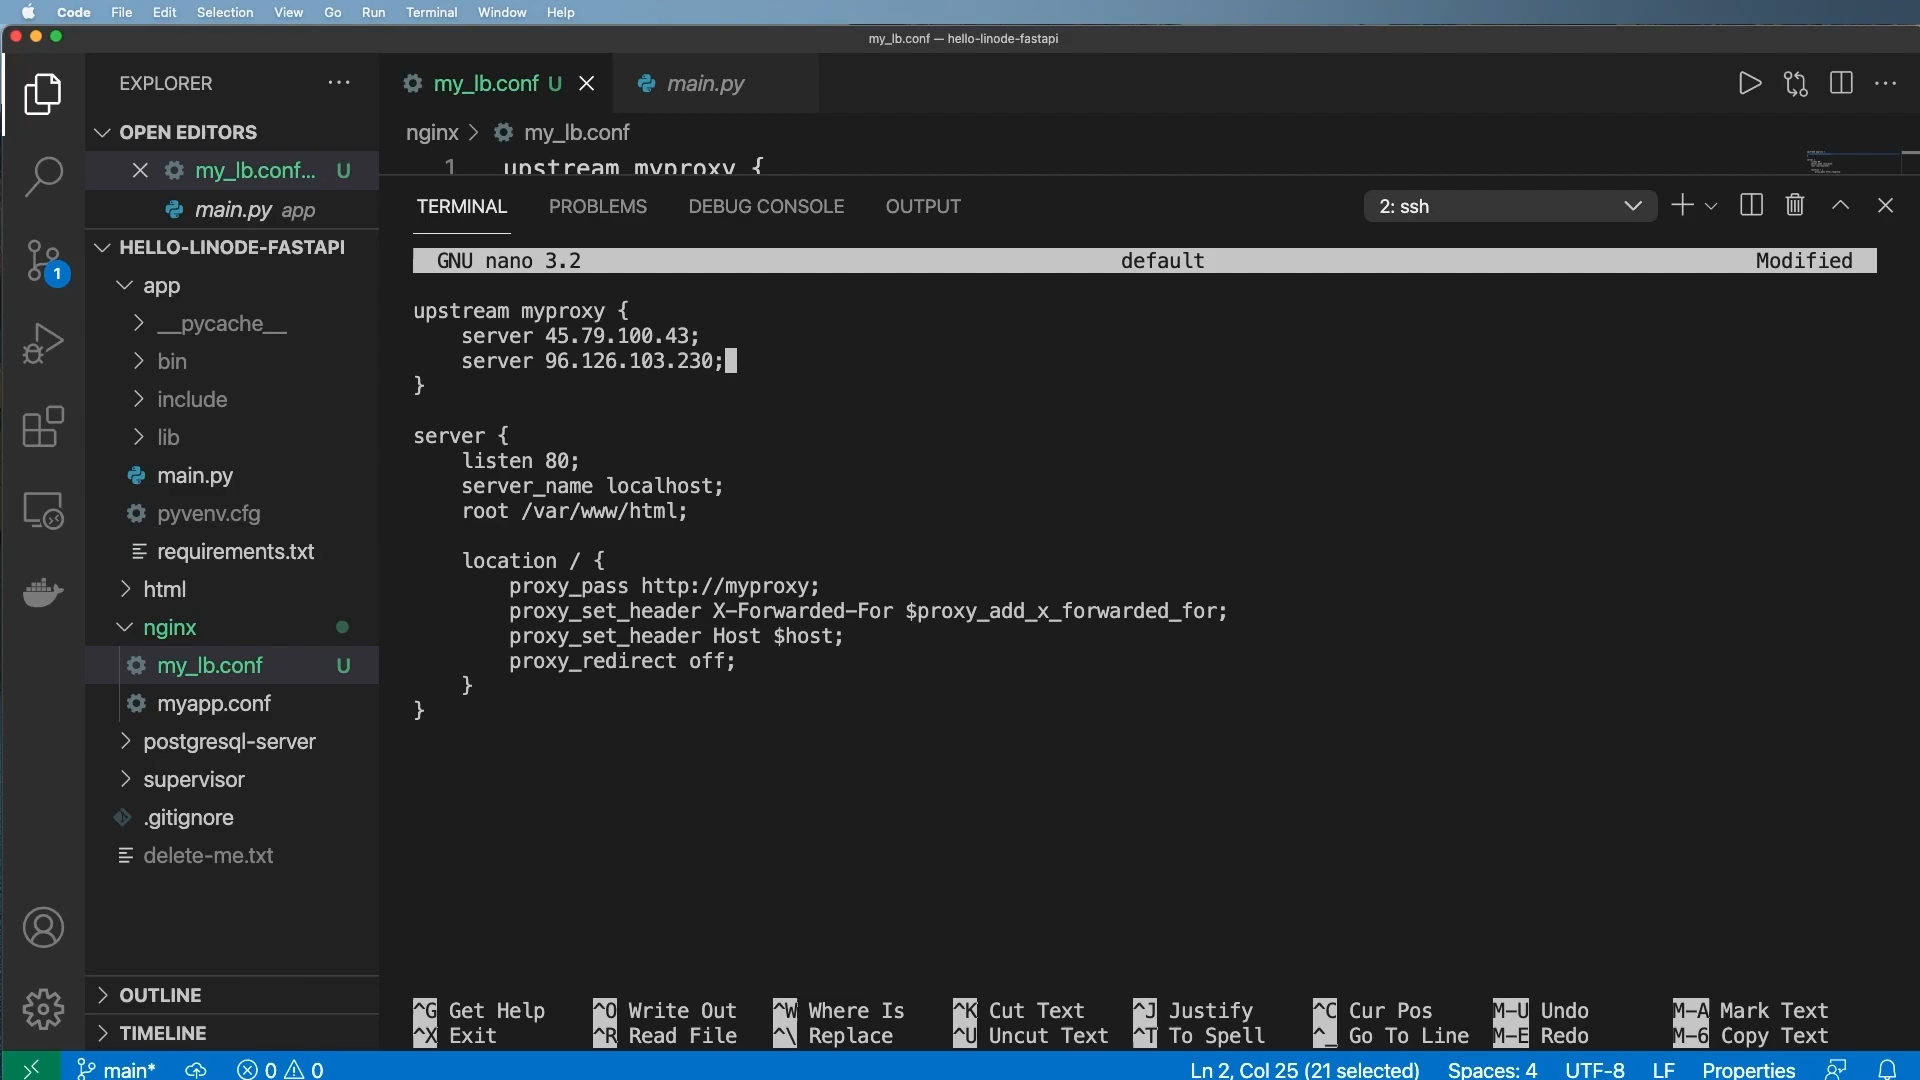 Code File Edit Selection View Go Run Terminal Window Help
my_lb.conf — hello-linode-fastapi
EXPLORER
my_lb.conf U
main.py
OPEN EDITORS
nginx > my_lb.conf
my_lb.conf... U
1 upstream myproxy {
main.py app
TERMINAL PROBLEMS DEBUG CONSOLE OUTPUT
2: ssh
HELLO-LINODE-FASTAPI
app
__pycache__
bin
include
lib
main.py
pyvenv.cfg
requirements.txt
html
nginx
my_lb.conf U
myapp.conf
postgresql-server
supervisor
.gitignore
delete-me.txt
OUTLINE
TIMELINE
1
GNU nano 3.2 default Modified
upstream myproxy {
server 45.79.100.43;
server 96.126.103.230;
}
server {
listen 80;
server_name localhost;
root /var/www/html;
location / {
proxy_pass http://myproxy;
proxy_set_header X-Forwarded-For $proxy_add_x_forwarded_for;
proxy_set_header Host $host;
proxy_redirect off;
}
}
^G Get Help ^O Write Out ^W Where Is ^K Cut Text ^J Justify ^C Cur Pos M-U Undo M-A Mark Text
^X Exit ^R Read File ^\ Replace ^U Uncut Text ^T To Spell ^_ Go To Line M-E Redo M-6 Copy Text
main* 0 0 Ln 2, Col 25 (21 selected) Spaces: 4 UTF-8 LF Properties